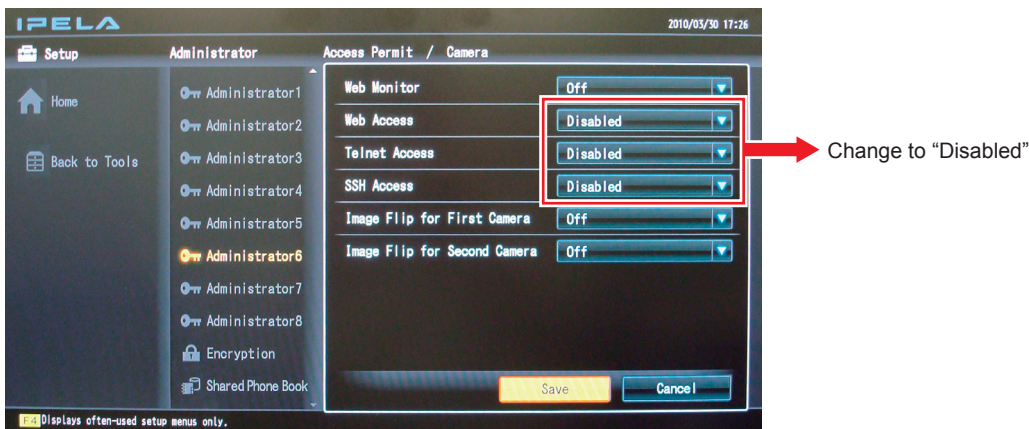 IPELA
2010/03/30 17:26
Setup
Administrator
Access Permit / Camera
Home
Back to Tools
Administrator1
Administrator2
Administrator3
Administrator4
Administrator5
Administrator6
Administrator7
Administrator8
Encryption
Shared Phone Book
Web Monitor Off
Web Access Disabled
Telnet Access Disabled
SSH Access Disabled
Image Flip for First Camera Off
Image Flip for Second Camera Off
Save Cancel
F4 Displays often-used setup menus only.
Change to “Disabled”